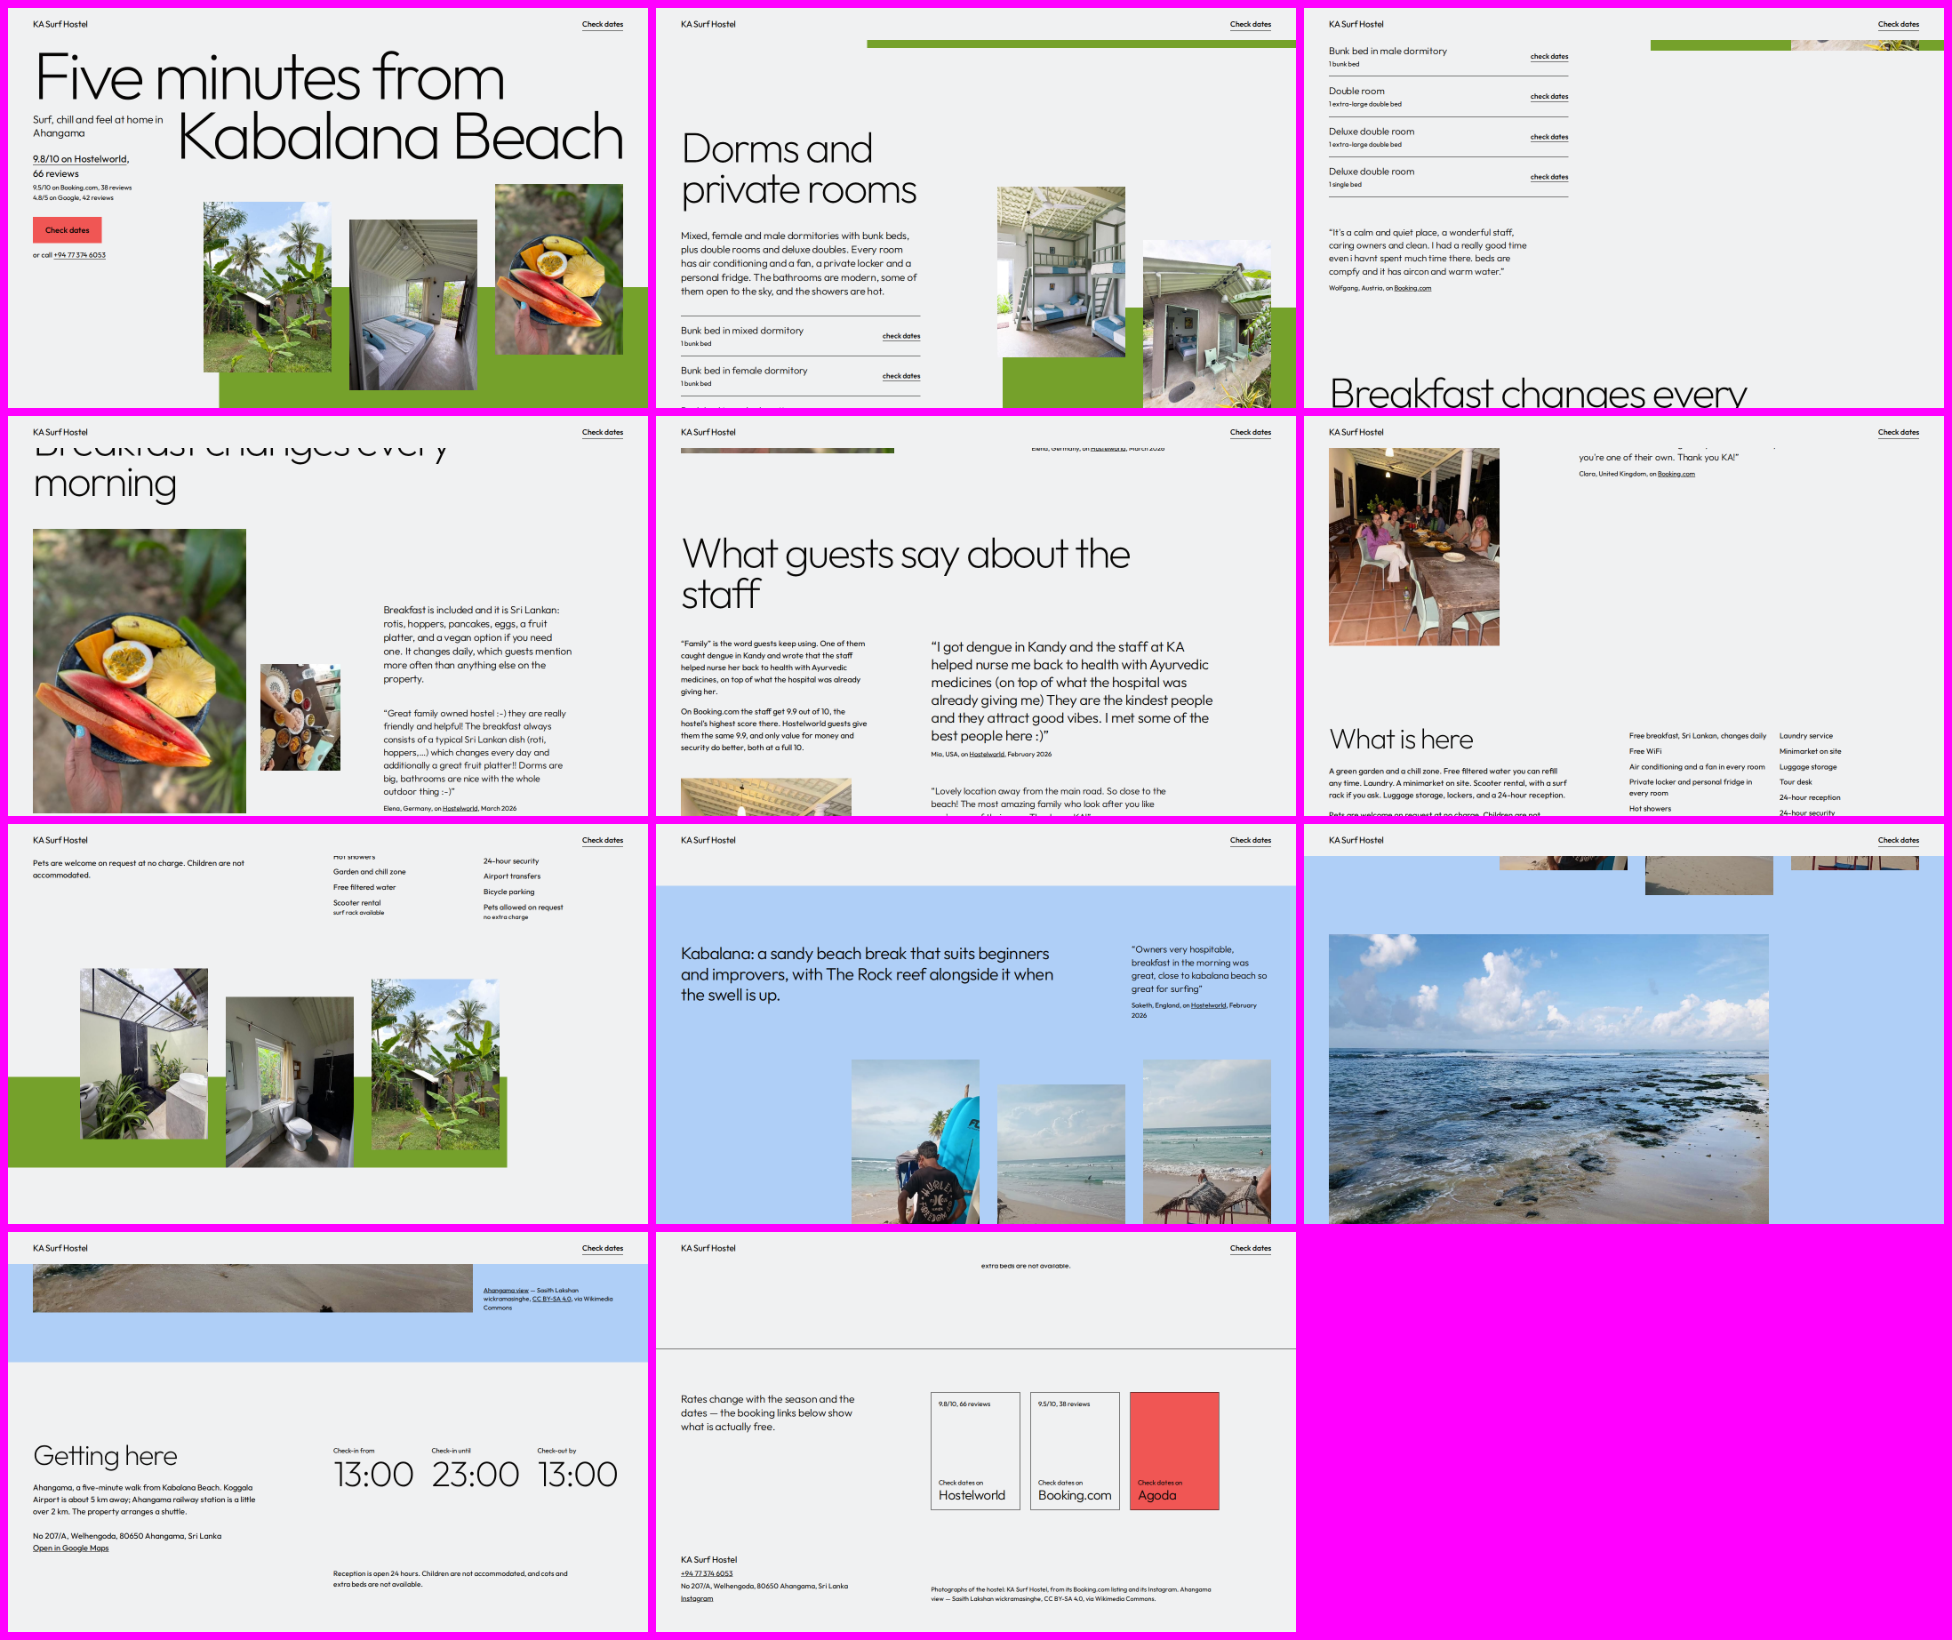 KA Surf Hostel
Check dates
Five minutes from
Kabalana Beach
Surf, chill and feel at home in
Ahangama
9.8/10 on Hostelworld,
66 reviews
9.5/10 on Booking.com, 38 reviews
4.8/5 on Google, 42 reviews
Check dates
or call +94 77 374 6053
KA Surf Hostel
Check dates
Dorms and
private rooms
Mixed, female and male dormitories with bunk beds,
plus double rooms and deluxe doubles. Every room
has air conditioning and a fan, a private locker and a
personal fridge. The bathrooms are modern, some of
them open to the sky, and the showers are hot.
Bunk bed in mixed dormitory
1 bunk bed
check dates
Bunk bed in female dormitory
1 bunk bed
check dates
KA Surf Hostel
Check dates
Bunk bed in male dormitory
1 bunk bed
check dates
Double room
1 extra-large double bed
check dates
Deluxe double room
1 extra-large double bed
check dates
Deluxe double room
1 single bed
check dates
"It's a calm and quiet place, a wonderful staff,
caring owners and clean. I had a really good time
even i havnt spent much time there. beds are
compfy and it has aircon and warm water."
Wolfgang, Austria, on Booking.com
Breakfast changes every
KA Surf Hostel
Check dates
Breakfast changes every
morning
Breakfast is included and it is Sri Lankan:
rotis, hoppers, pancakes, eggs, a fruit
platter, and a vegan option if you need
one. It changes daily, which guests mention
more often than anything else on the
property.
"Great family owned hostel :-) they are really
friendly and helpful! The breakfast always
consists of a typical Sri Lankan dish (roti,
hoppers,...) which changes every day and
additionally a great fruit platter!! Dorms are
big, bathrooms are nice with the whole
outdoor thing :-)"
Elena, Germany, on Hostelworld, March 2026
KA Surf Hostel
Check dates
Elena, Germany, on Hostelworld, March 2026
What guests say about the
staff
"Family" is the word guests keep using. One of them
caught dengue in Kandy and wrote that the staff
helped nurse her back to health with Ayurvedic
medicines, on top of what the hospital was already
giving her.
On Booking.com the staff get 9.9 out of 10, the
hostel's highest score there. Hostelworld guests give
them the same 9.9, and only value for money and
security do better, both at a full 10.
"I got dengue in Kandy and the staff at KA
helped nurse me back to health with Ayurvedic
medicines (on top of what the hospital was
already giving me) They are the kindest people
and they attract good vibes. I met some of the
best people here :)"
Mia, USA, on Hostelworld, February 2026
"Lovely location away from the main road. So close to the
beach! The most amazing family who look after you like
KA Surf Hostel
Check dates
you're one of their own. Thank you KA!"
Clara, United Kingdom, on Booking.com
What is here
A green garden and a chill zone. Free filtered water you can refill
any time. Laundry. A minimarket on site. Scooter rental, with a surf
rack if you ask. Luggage storage, lockers, and a 24-hour reception.
Pets are welcome on request at no charge. Children are not
Free breakfast, Sri Lankan, changes daily
Free WiFi
Air conditioning and a fan in every room
Private locker and personal fridge in
every room
Hot showers
Laundry service
Minimarket on site
Luggage storage
Tour desk
24-hour reception
24-hour security
KA Surf Hostel
Check dates
Pets are welcome on request at no charge. Children are not
accommodated.
Hot showers
Garden and chill zone
Free filtered water
Scooter rental
surf rack available
24-hour security
Airport transfers
Bicycle parking
Pets allowed on request
no extra charge
KA Surf Hostel
Check dates
Kabalana: a sandy beach break that suits beginners
and improvers, with The Rock reef alongside it when
the swell is up.
"Owners very hospitable,
breakfast in the morning was
great, close to kabalana beach so
great for surfing"
Saketh, England, on Hostelworld, February
2026
KA Surf Hostel
Check dates
KA Surf Hostel
Check dates
Ahangama view — Sasith Lakshan
wickramasinghe, CC BY-SA 4.0, via Wikimedia
Commons
Getting here
Ahangama, a five-minute walk from Kabalana Beach. Koggala
Airport is about 5 km away; Ahangama railway station is a little
over 2 km. The property arranges a shuttle.
No 207/A, Welhengoda, 80650 Ahangama, Sri Lanka
Open in Google Maps
Check-in from
13:00
Check-in until
23:00
Check-out by
13:00
Reception is open 24 hours. Children are not accommodated, and cots and
extra beds are not available.
KA Surf Hostel
Check dates
extra beds are not available.
Rates change with the season and the
dates — the booking links below show
what is actually free.
9.8/10, 66 reviews
Check dates on
Hostelworld
9.5/10, 38 reviews
Check dates on
Booking.com
Check dates on
Agoda
KA Surf Hostel
+94 77 374 6053
No 207/A, Welhengoda, 80650 Ahangama, Sri Lanka
Instagram
Photographs of the hostel: KA Surf Hostel, from its Booking.com listing and its Instagram. Ahangama
view — Sasith Lakshan wickramasinghe, CC BY-SA 4.0, via Wikimedia Commons.